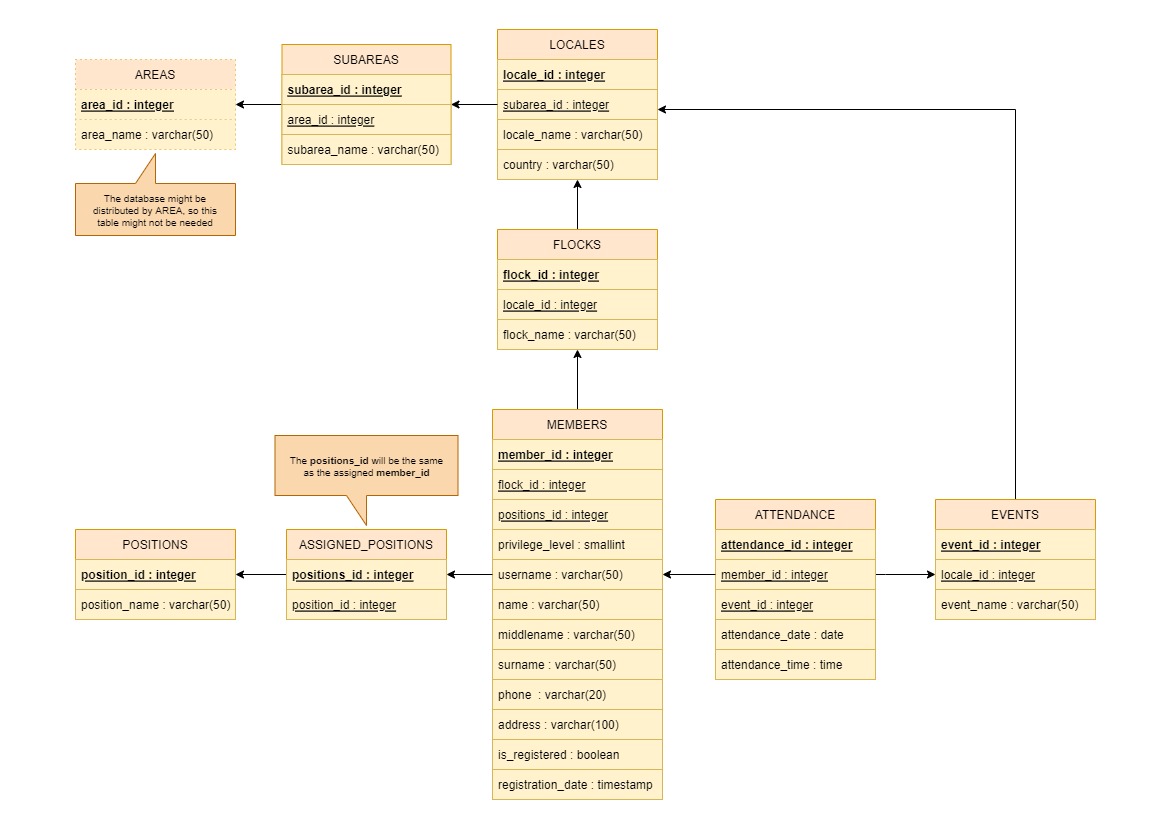 AREAS
area_id : integer
area_name : varchar(50)
The database might be
distributed by AREA, so this
table might not be needed
SUBAREAS
subarea_id : integer
area_id : integer
subarea_name : varchar(50)
LOCALES
locale_id : integer
subarea_id : integer
locale_name : varchar(50)
country : varchar(50)
FLOCKS
flock_id : integer
locale_id : integer
flock_name : varchar(50)
The positions_id will be the same
as the assigned member_id
POSITIONS
position_id : integer
position_name : varchar(50)
ASSIGNED_POSITIONS
positions_id : integer
position_id : integer
MEMBERS
member_id : integer
flock_id : integer
positions_id : integer
privilege_level : smallint
username : varchar(50)
name : varchar(50)
middlename : varchar(50)
surname : varchar(50)
phone : varchar(20)
address : varchar(100)
is_registered : boolean
registration_date : timestamp
ATTENDANCE
attendance_id : integer
member_id : integer
event_id : integer
attendance_date : date
attendance_time : time
EVENTS
event_id : integer
locale_id : integer
event_name : varchar(50)